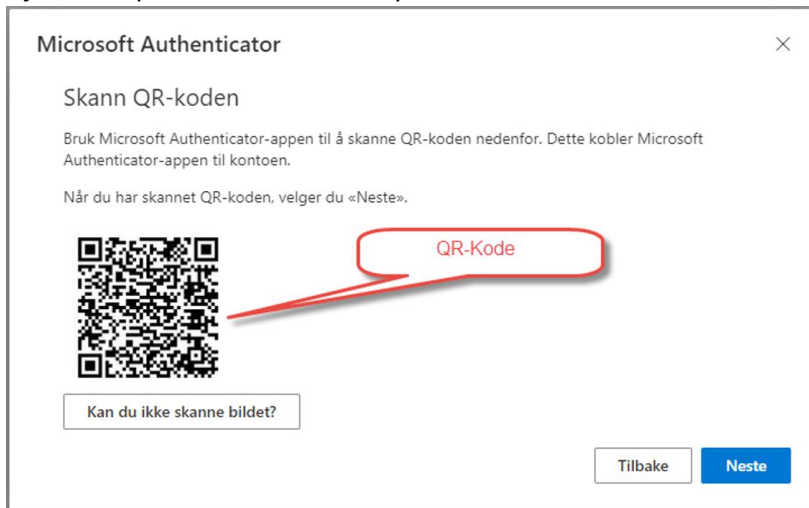 Microsoft Authenticator
Skann QR-koden
Bruk Microsoft Authenticator-appen til å skanne QR-koden nedenfor. Dette kobler Microsoft
Authenticator-appen til kontoen.
Når du har skannet QR-koden, velger du «Neste».
QR-Kode
Kan du ikke skanne bildet?
Tilbake
Neste